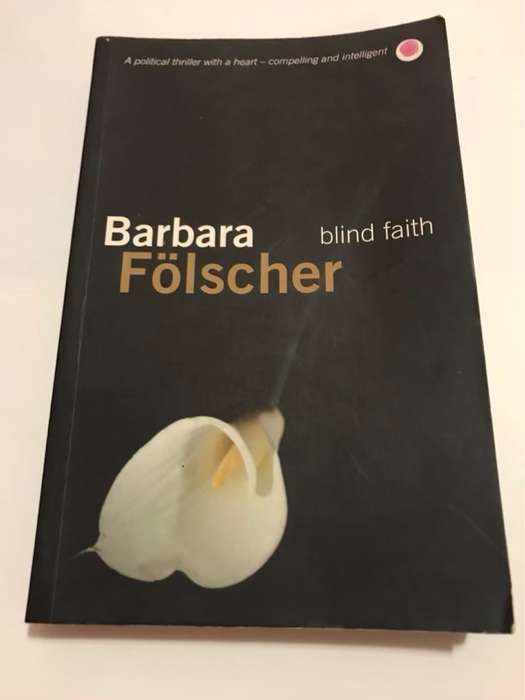 A political thriller with a heart – compelling and intelligent
Barbara
blind faith
Fölscher